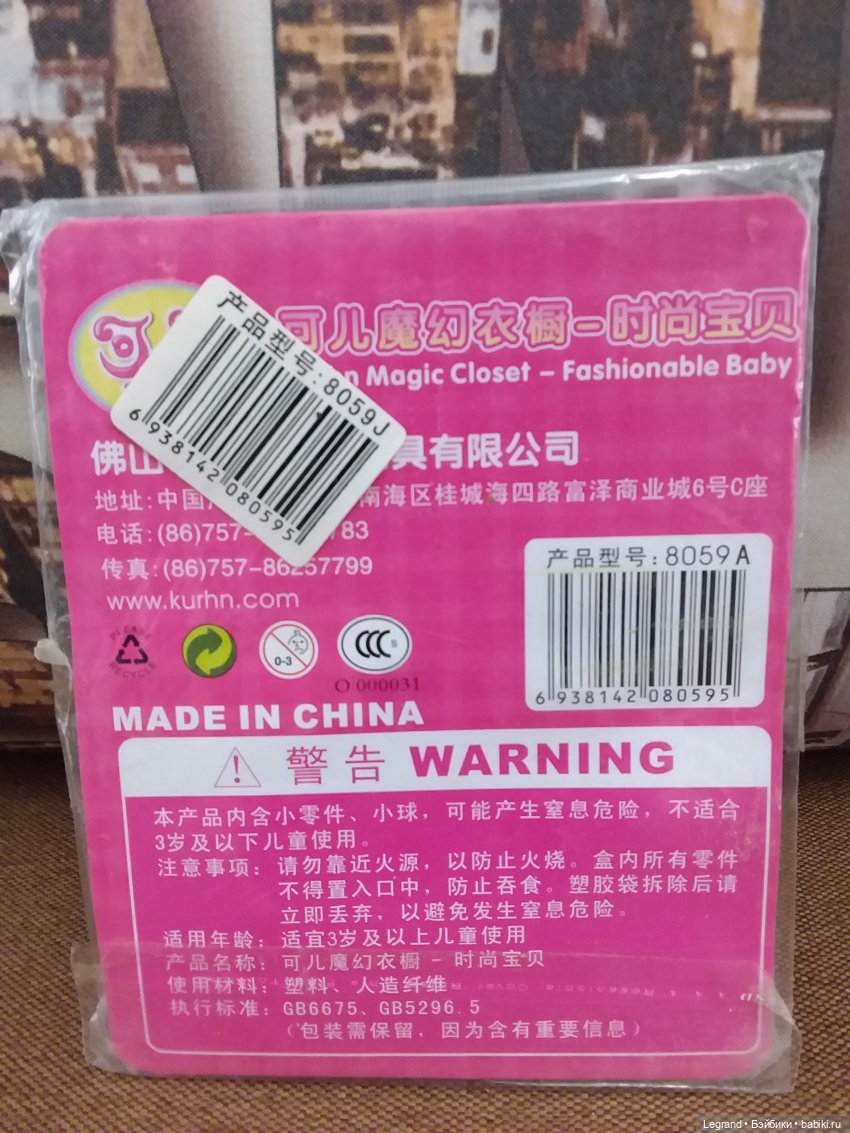 可儿魔幻衣橱-时尚宝贝
Magic Closet - Fashionable Baby
产品型号:8059J
6 938142 080595
佛山 具有限公司
地址:中国 南海区桂城海四路富泽商业城6号C座
电话:(86)757- 783
传真:(86)757-86257799
www.kurhn.com
产品型号:8059A
6 938142 080595
PLEASE
RECYCLE
0-3
CCC S
O 000031
MADE IN CHINA
警告 WARNING
本产品内含小零件、小球，可能产生窒息危险，不适合
3岁及以下儿童使用。
注意事项：请勿靠近火源，以防止火烧。盒内所有零件
不得置入口中，防止吞食。塑胶袋拆除后请
立即丢弃，以避免发生窒息危险。
适用年龄：适宜3岁及以上儿童使用
产品名称：可儿魔幻衣橱 - 时尚宝贝
使用材料：塑料、人造纤维
执行标准：GB6675、GB5296.5
（包装需保留，因为含有重要信息）
Legrand • Бэйбики • babiki.ru